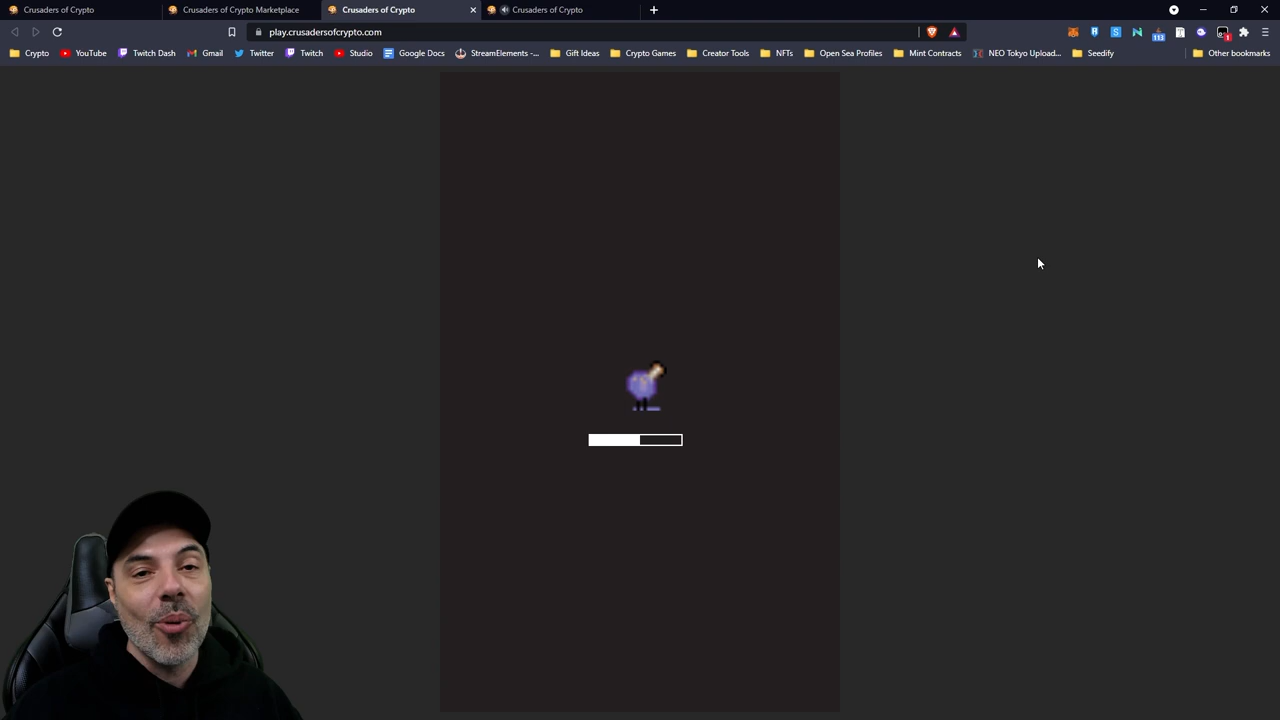 Crusaders of Crypto
Crusaders of Crypto Marketplace
Crusaders of Crypto
Crusaders of Crypto
play.crusadersofcrypto.com
113
1
Crypto
YouTube
Twitch Dash
Gmail
Twitter
Twitch
Studio
Google Docs
StreamElements -...
Gift Ideas
Crypto Games
Creator Tools
NFTs
Open Sea Profiles
Mint Contracts
NEO Tokyo Upload...
Seedify
Other bookmarks